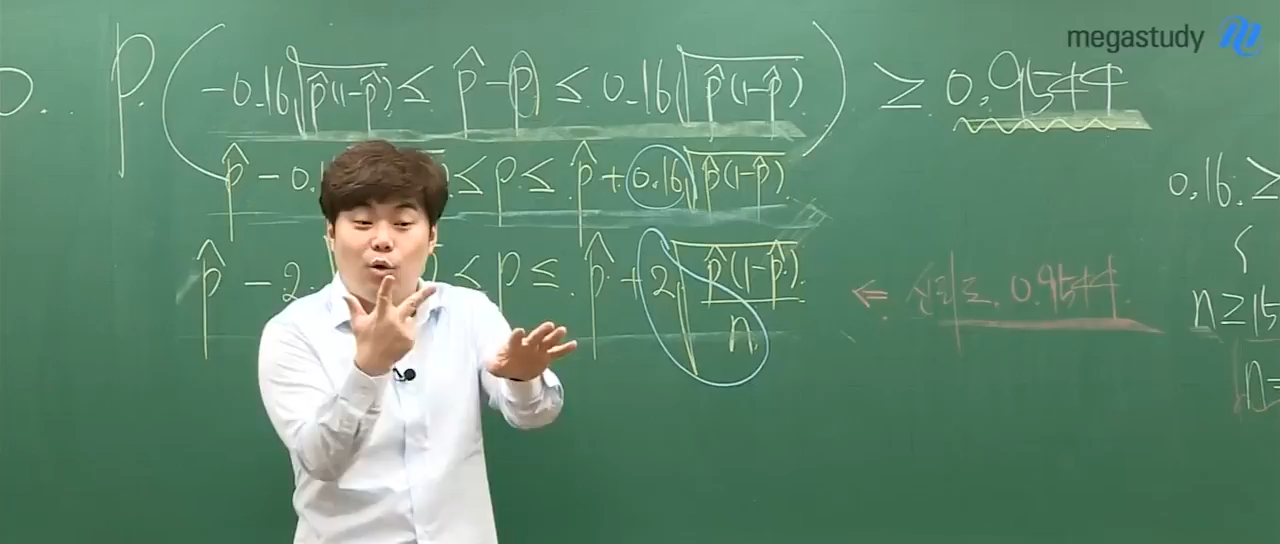 megastudy
P(-0.16√p̂(1-p̂) ≤ p̂-p ≤ 0.16√p̂(1-p̂)) ≥ 0.9544
p̂ - 0. ≤ p ≤ p̂ + 0.16√p̂(1-p̂)
0.16 ≥
p̂ - 2 ≤ p ≤ p̂ + 2√p̂(1-p̂)/n ⇐ 신뢰도 0.9544
n ≥ 15
n =